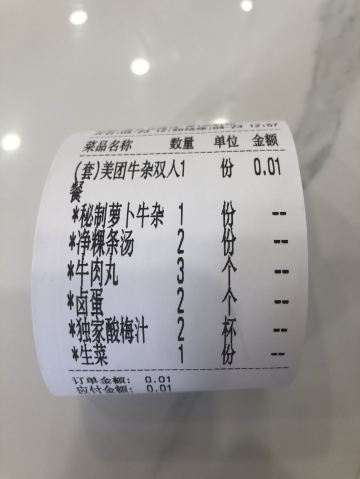 菜品名称 数量 单位 金额
(套)美团牛杂双人1 份 0.01
餐
*秘制萝卜牛杂 1 份 --
*净粿条汤 2 份 --
*牛肉丸 3 个 --
*卤蛋 2 个 --
*独家酸梅汁 2 杯 --
*生菜 1 份 --
订单金额: 0.01
应付金额: 0.01